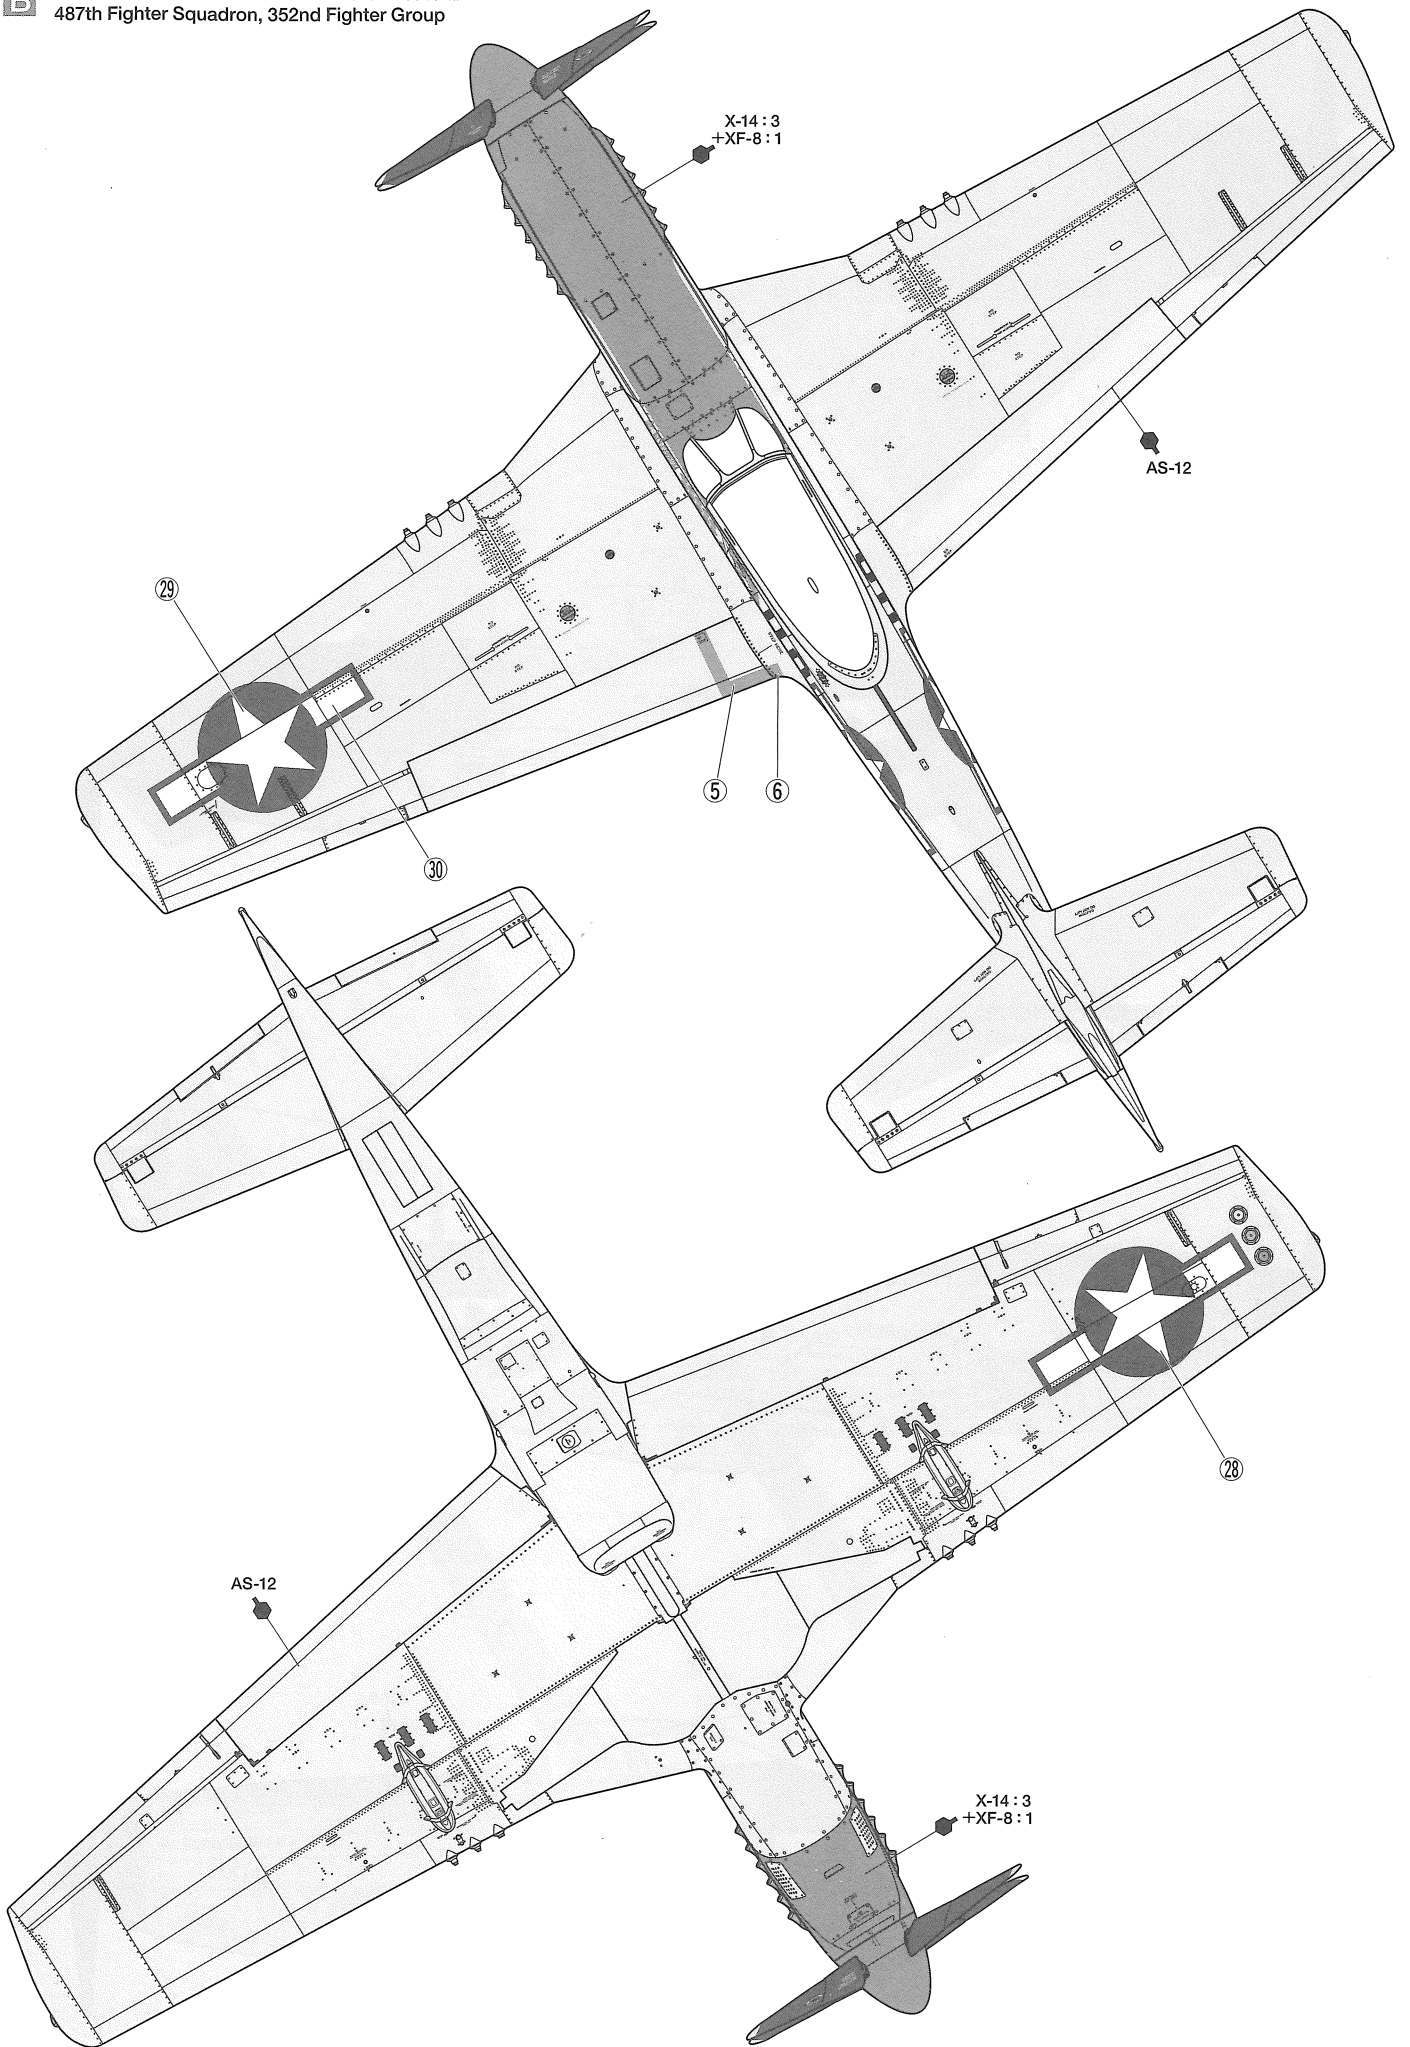 B
487th Fighter Squadron, 352nd Fighter Group
X-14 : 3
+XF-8 : 1
AS-12
29
5
6
30
28
AS-12
X-14 : 3
+XF-8 : 1